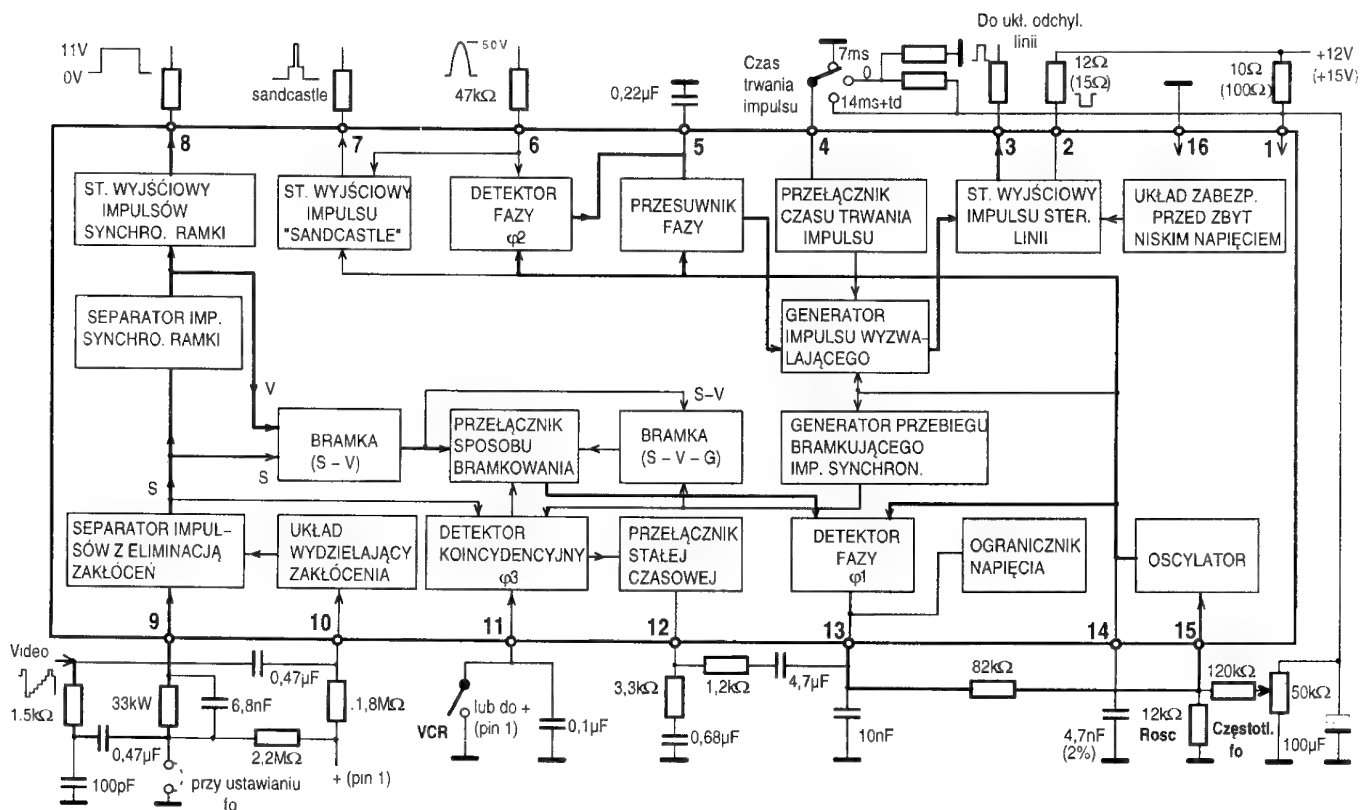 Do ukł. odchyl.
linii
11V
0V
sandcastle
50V
47kΩ
0,22µF
Czas
trwania
impulsu
7ms
0
14ms+td
12Ω
(15Ω)
10Ω
(100Ω)
+12V
(+15V)
8
7
6
5
4
3
2
16
1
ST. WYJŚĆIOWY
IMPULSÓW
SYNCHRO. RAMKI
ST. WYJŚCIOWY
IMPULSU
"SANDCASTLE"
DETEKTOR
FAZY
φ2
PRZESUWNIK
FAZY
PRZEŁĄCZNIK
CZASU TRWANIA
IMPULSU
ST. WYJŚCIOWY
IMPULSU STER.
LINII
UKŁAD ZABEZP.
PRZED ZBYT
NISKIM NAPIĘCIEM
SEPARATOR IMP.
SYNCHRO. RAMKI
GENERATOR
IMPULSU WYZWA-
LAJĄCEGO
V
S-V
BRAMKA
(S – V)
PRZEŁĄCZNIK
SPOSOBU
BRAMKOWANIA
BRAMKA
(S – V – G)
GENERATOR PRZEBIEGU
BRAMKUJĄCEGO
IMP. SYNCHRON.
S
S
SEPARATOR IMPUL-
SÓW Z ELIMINACJĄ
ZAKŁÓCEŃ
UKŁAD
WYDZIELAJĄCY
ZAKŁÓCENIA
DETEKTOR
KOINCYDENCYJNY
φ3
PRZEŁĄCZNIK
STAŁEJ
CZASOWEJ
DETEKTOR
FAZY
φ1
OGRANICZNIK
NAPIĘCIA
OSCYLATOR
9
10
11
12
13
14
15
Video
1.5kΩ
33kW
0,47µF
6,8nF
.1,8MΩ
0,47µF
2,2MΩ
100pF
przy ustawianiu
fo
+ (pin 1)
VCR
lub do +
(pin 1)
0,1µF
3,3kΩ
1,2kΩ
4,7µF
0,68µF
10nF
82kΩ
4,7nF
(2%)
12kΩ
Rosc
120kΩ
Częstotl.
fo
50kΩ
100µF